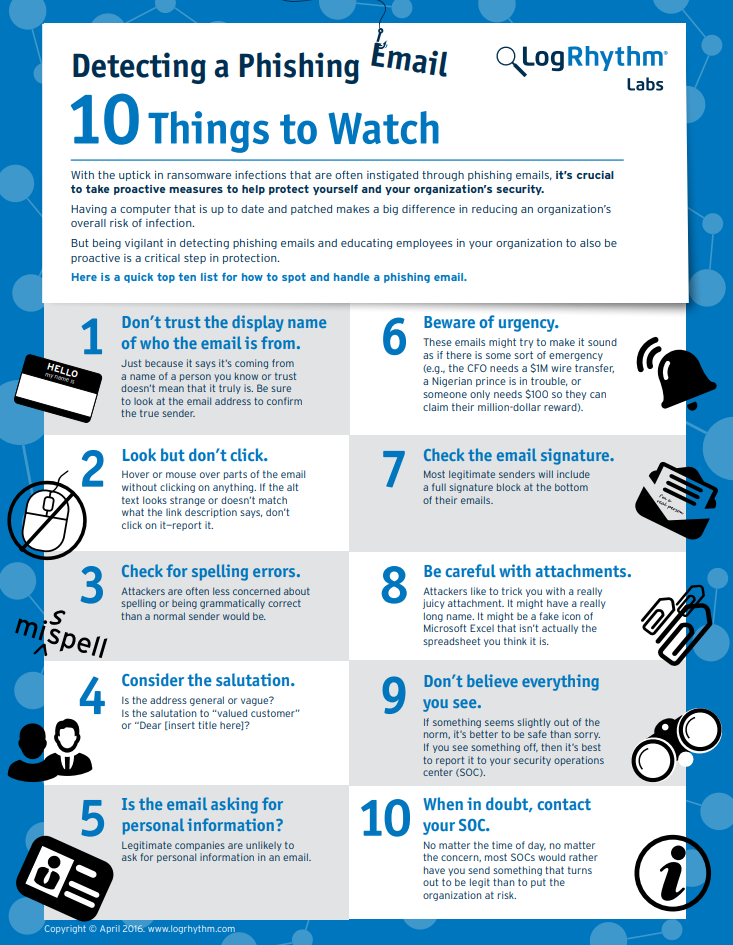 Detecting a Phishing Email
LogRhythm®
Labs
10 Things to Watch
With the uptick in ransomware infections that are often instigated through phishing emails, it's crucial
to take proactive measures to help protect yourself and your organization's security.
Having a computer that is up to date and patched makes a big difference in reducing an organization's
overall risk of infection.
But being vigilant in detecting phishing emails and educating employees in your organization to also be
proactive is a critical step in protection.
Here is a quick top ten list for how to spot and handle a phishing email.
HELLO
my name is
1
Don't trust the display name
of who the email is from.
Just because it says it's coming from
a name of a person you know or trust
doesn't mean that it truly is. Be sure
to look at the email address to confirm
the true sender.
2
Look but don't click.
Hover or mouse over parts of the email
without clicking on anything. If the alt
text looks strange or doesn't match
what the link description says, don't
click on it—report it.
3
Check for spelling errors.
Attackers are often less concerned about
spelling or being grammatically correct
than a normal sender would be.
s
mispell
4
Consider the salutation.
Is the address general or vague?
Is the salutation to "valued customer"
or "Dear [insert title here]?
5
Is the email asking for
personal information?
Legitimate companies are unlikely to
ask for personal information in an email.
6
Beware of urgency.
These emails might try to make it sound
as if there is some sort of emergency
(e.g., the CFO needs a $1M wire transfer,
a Nigerian prince is in trouble, or
someone only needs $100 so they can
claim their million-dollar reward).
7
Check the email signature.
Most legitimate senders will include
a full signature block at the bottom
of their emails.
I'm a
real person
8
Be careful with attachments.
Attackers like to trick you with a really
juicy attachment. It might have a really
long name. It might be a fake icon of
Microsoft Excel that isn't actually the
spreadsheet you think it is.
9
Don't believe everything
you see.
If something seems slightly out of the
norm, it's better to be safe than sorry.
If you see something off, then it's best
to report it to your security operations
center (SOC).
10
When in doubt, contact
your SOC.
No matter the time of day, no matter
the concern, most SOCs would rather
have you send something that turns
out to be legit than to put the
organization at risk.
i
Copyright © April 2016. www.logrhythm.com